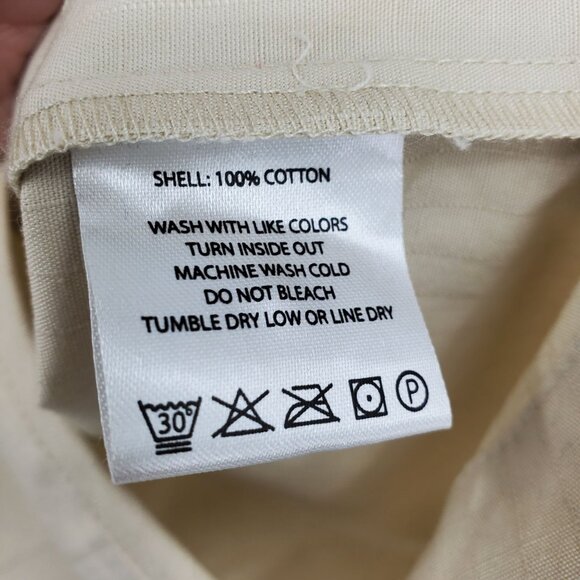 SHELL: 100% COTTON
WASH WITH LIKE COLORS
TURN INSIDE OUT
MACHINE WASH COLD
DO NOT BLEACH
TUMBLE DRY LOW OR LINE DRY
30° P